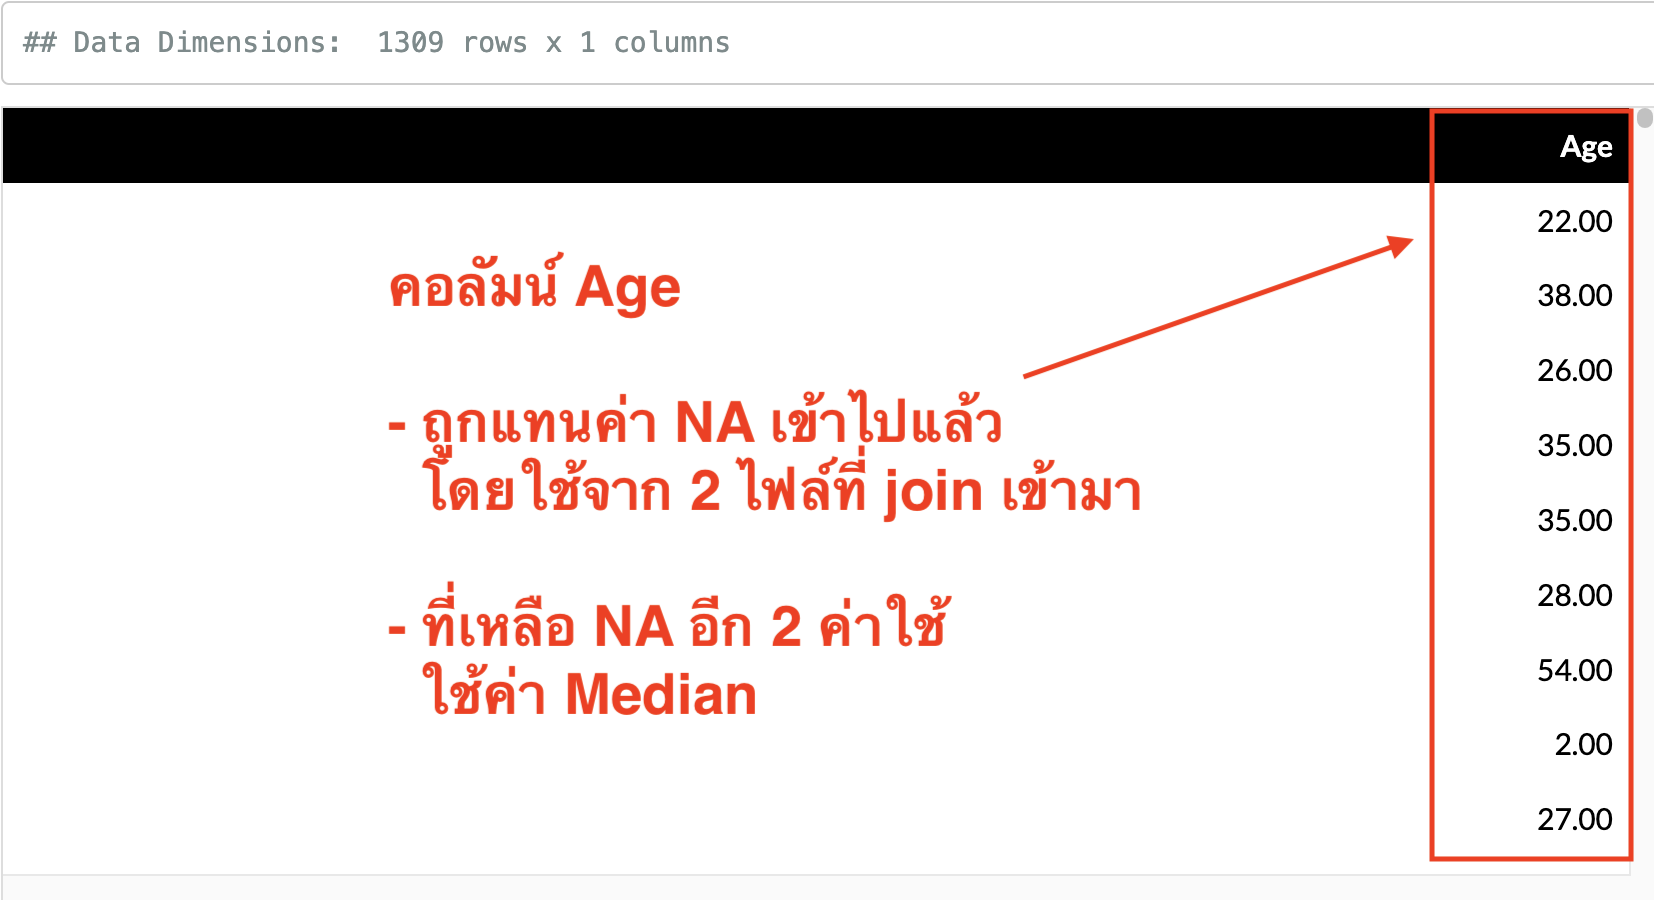 ## Data Dimensions:  1309 rows x 1 columns
Age
22.00
38.00
26.00
35.00
35.00
28.00
54.00
2.00
27.00
คอลัมน์ Age
- ถูกแทนค่า NA เข้าไปแล้ว
โดยใช้จาก 2 ไฟล์ที่ join เข้ามา
- ที่เหลือ NA อีก 2 ค่าใช้
ใช้ค่า Median